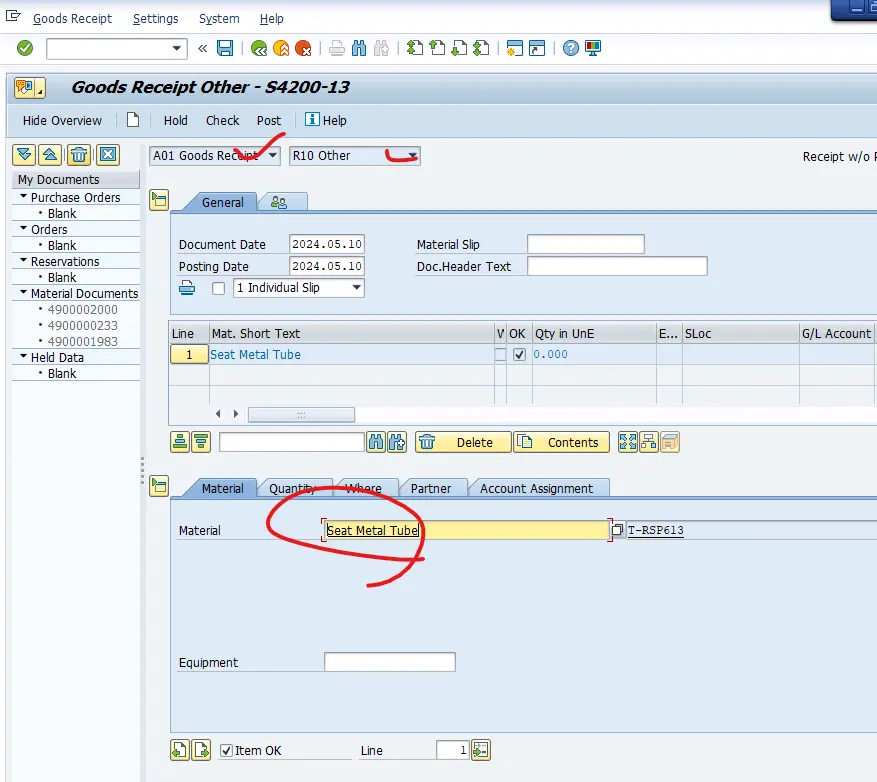 Goods Receipt Settings System Help
Goods Receipt Other - S4200-13
Hide Overview Hold Check Post Help
A01 Goods Receipt R10 Other Receipt w/o
My Documents
Purchase Orders
Blank
Orders
Blank
Reservations
Blank
Material Documents
4900002000
4900000233
4900001983
Held Data
Blank
General
Document Date 2024.05.10 Material Slip
Posting Date 2024.05.10 Doc.Header Text
1 Individual Slip
Line Mat. Short Text V OK Qty in UnE E... SLoc G/L Account
1 Seat Metal Tube 0.000
Delete Contents
Material Quantity Where Partner Account Assignment
Material Seat Metal Tube T-RSP613
Equipment
Item OK Line 1